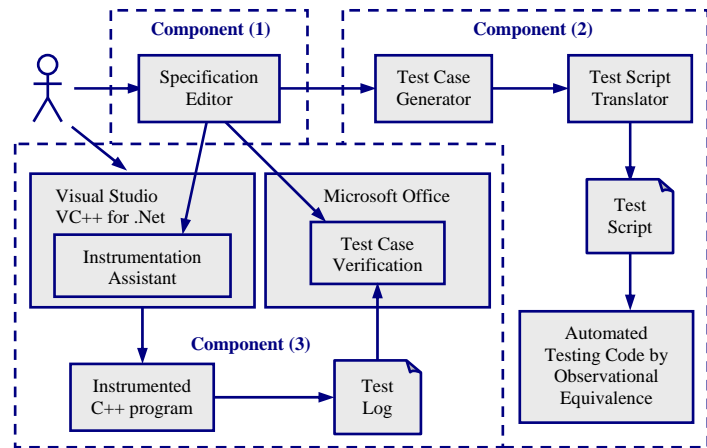 Component (1)
Component (2)
Specification
Editor
Test Case
Generator
Test Script
Translator
Visual Studio
VC++ for .Net
Instrumentation
Assistant
Microsoft Office
Test Case
Verification
Test
Script
Component (3)
Instrumented
C++ program
Test
Log
Automated
Testing Code by
Observational
Equivalence